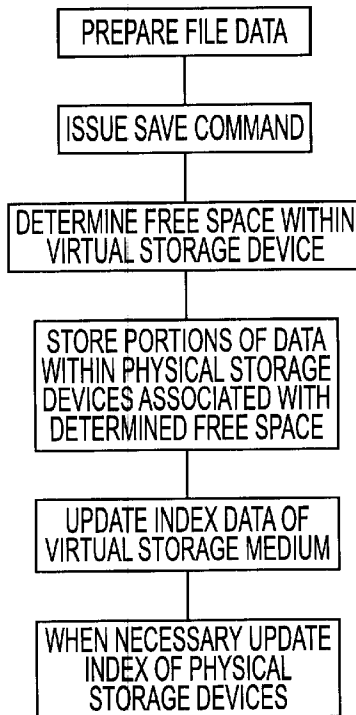 PREPARE FILE DATA
ISSUE SAVE COMMAND
DETERMINE FREE SPACE WITHIN
VIRTUAL STORAGE DEVICE
STORE PORTIONS OF DATA
WITHIN PHYSICAL STORAGE
DEVICES ASSOCIATED WITH
DETERMINED FREE SPACE
UPDATE INDEX DATA OF
VIRTUAL STORAGE MEDIUM
WHEN NECESSARY UPDATE
INDEX OF PHYSICAL
STORAGE DEVICES